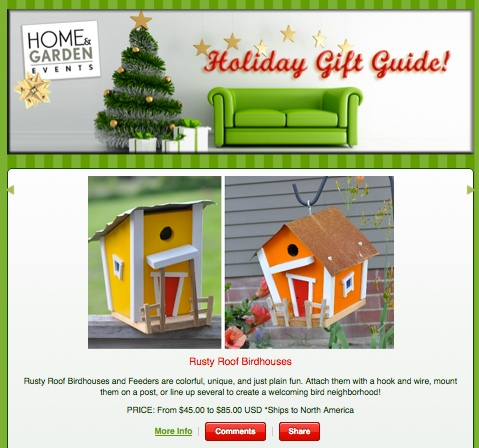 HOME &
GARDEN
EVENTS
Holiday Gift Guide!
Rusty Roof Birdhouses
Rusty Roof Birdhouses and Feeders are colorful, unique, and just plain fun. Attach them with a hook and wire, mount
them on a post, or line up several to create a welcoming bird neighborhood!
PRICE: From $45.00 to $85.00 USD *Ships to North America
More Info | Comments | Share